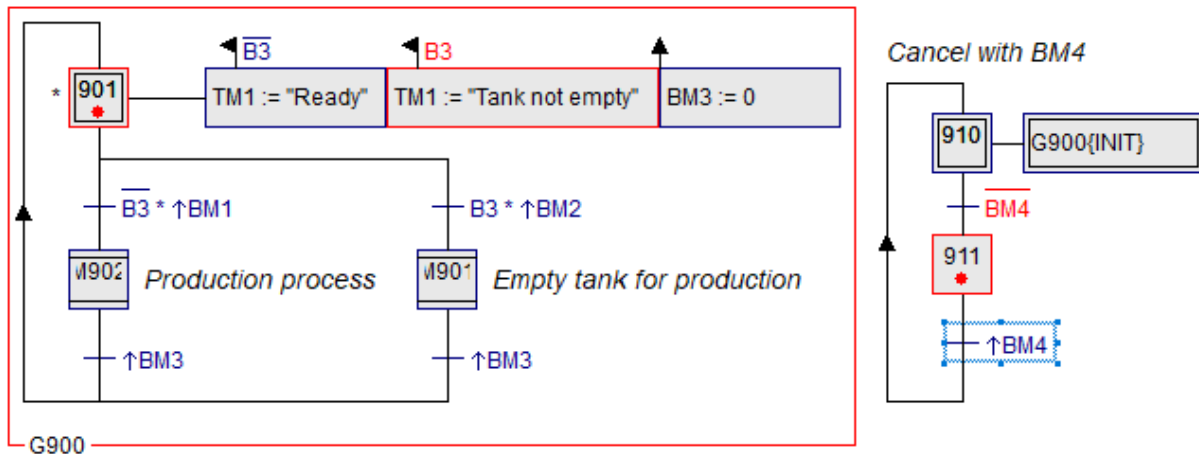 B3
B3
Cancel with BM4
* 901
TM1 := "Ready"
TM1 := "Tank not empty"
BM3 := 0
910
G900{INIT}
B3 * ↑BM1
B3 * ↑BM2
BM4
M902
Production process
M901
Empty tank for production
911
↑BM3
↑BM3
↑BM4
G900